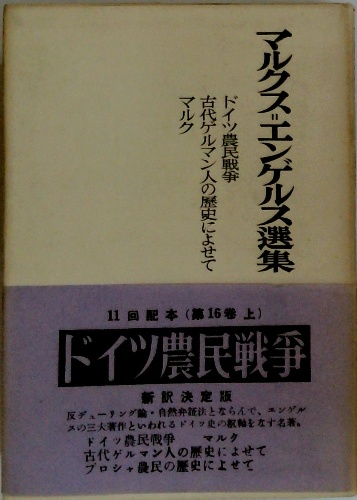 マルクス=エンゲルス選集
ドイツ農民戰爭
古代ゲルマン人の歴史によせて
マルク
11回配本(第16巻上)
ドイツ農民戦爭
新訳決定版
反デューリング論・自然弁証法とならんで、エンゲル
スの三大著作といわれるドイツ史の叙軸をなす名著。
ドイツ農民戰爭 マルク
古代ゲルマン人の歴史によせて
プロシャ農民の歴史によせて